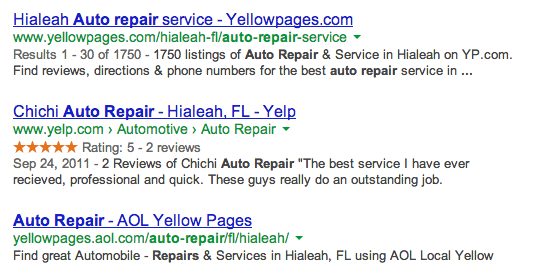 Hialeah Auto repair service - Yellowpages.com
www.yellowpages.com/hialeah-fl/auto-repair-service
Results 1 - 30 of 1750 - 1750 listings of Auto Repair & Service in Hialeah on YP.com.
Find reviews, directions & phone numbers for the best auto repair service in ...
Chichi Auto Repair - Hialeah, FL - Yelp
www.yelp.com › Automotive › Auto Repair
Rating: 5 - 2 reviews
Sep 24, 2011 - 2 Reviews of Chichi Auto Repair "The best service I have ever
recieved, professional and quick. These guys really do an outstanding job.
Auto Repair - AOL Yellow Pages
yellowpages.aol.com/auto-repair/fl/hialeah/
Find great Automobile - Repairs & Services in Hialeah, FL using AOL Local Yellow